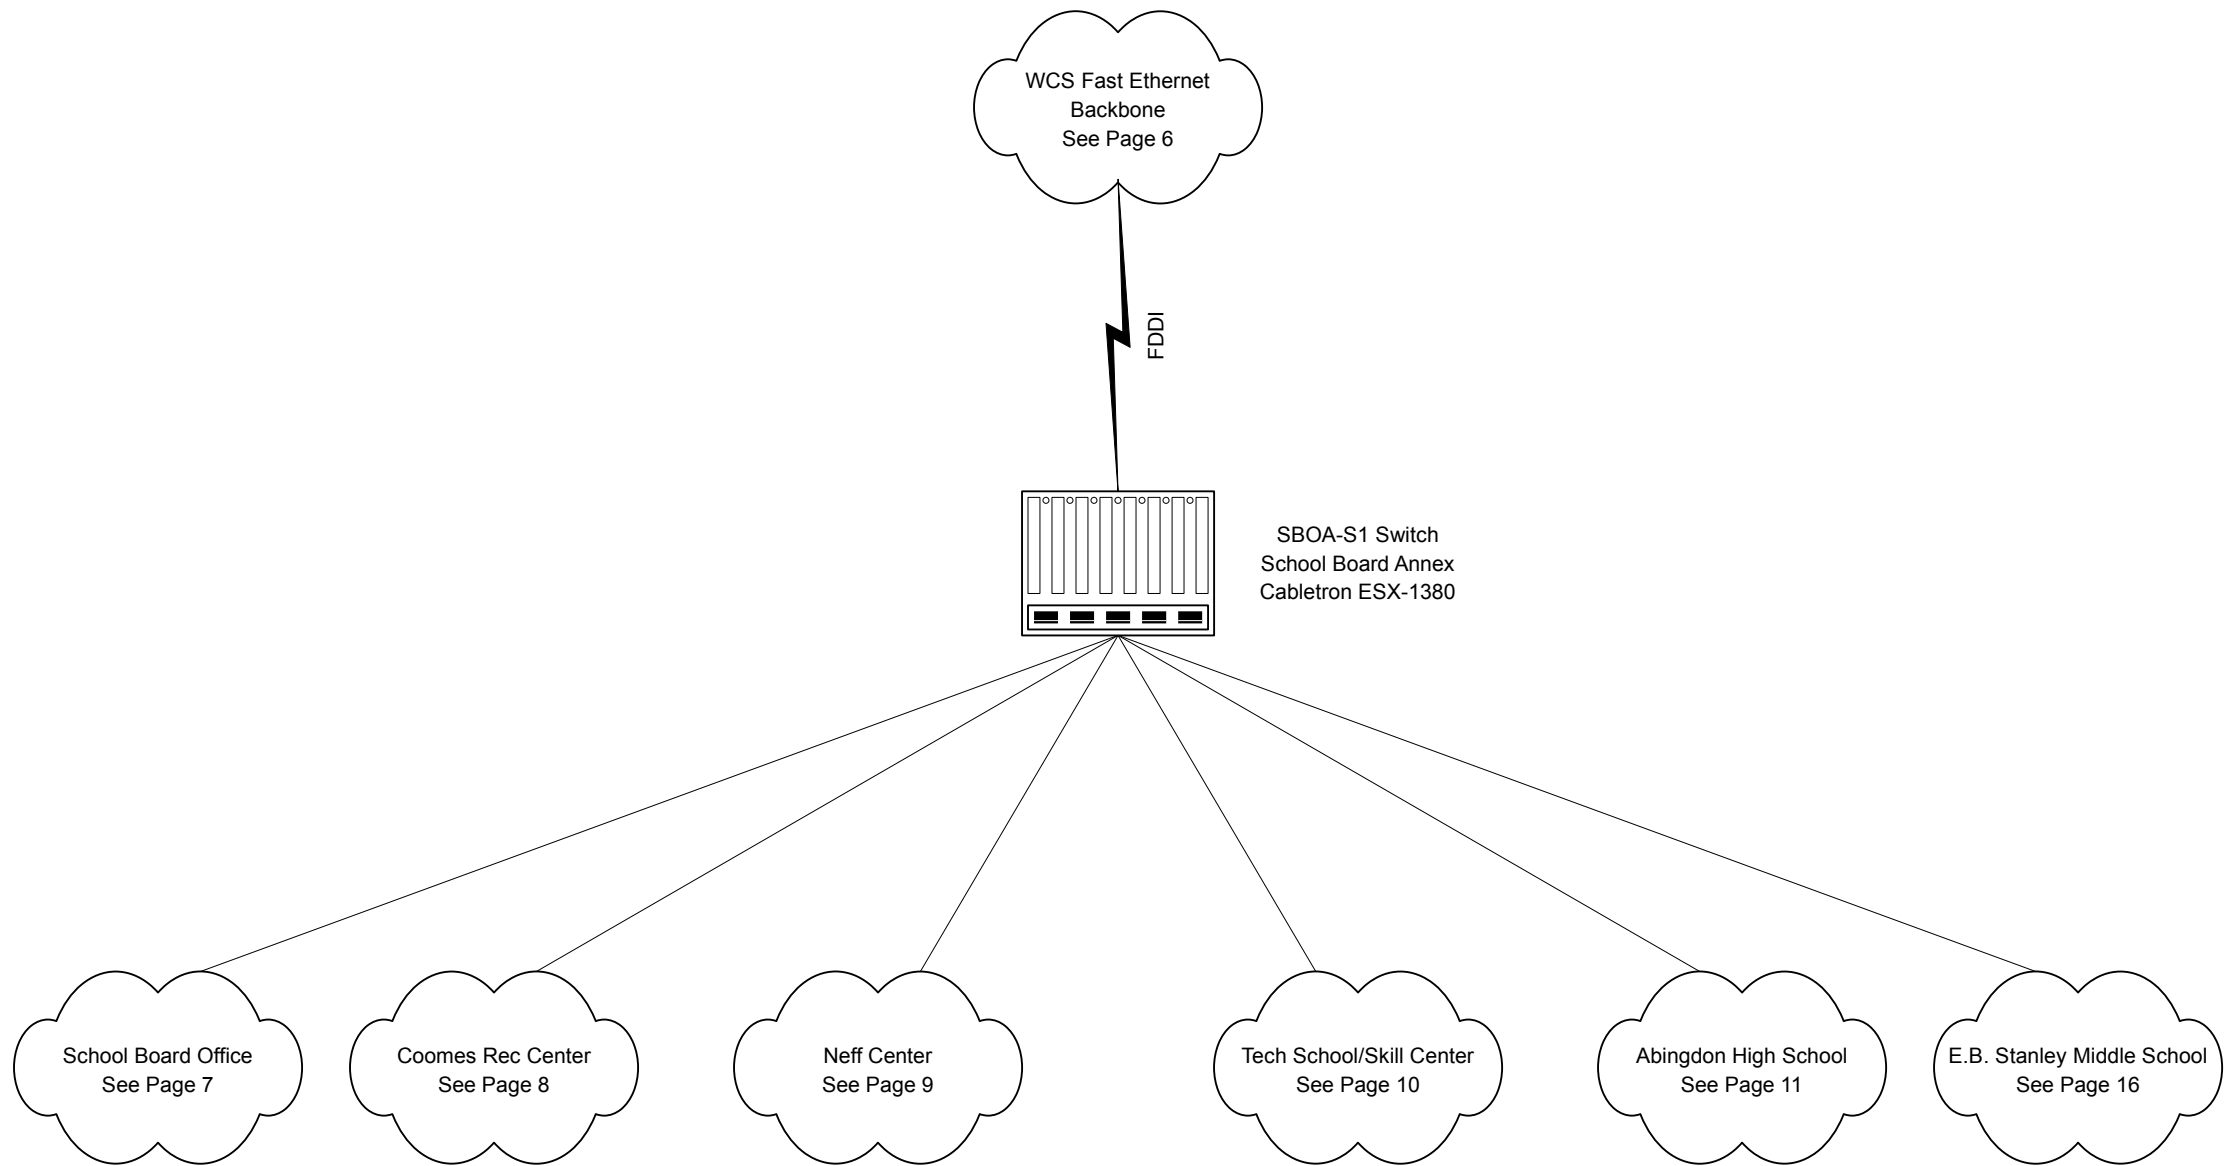 WCS Fast Ethernet
Backbone
See Page 6
FDDI
SBOA-S1 Switch
School Board Annex
Cabletron ESX-1380
School Board Office
See Page 7
Coomes Rec Center
See Page 8
Neff Center
See Page 9
Tech School/Skill Center
See Page 10
Abingdon High School
See Page 11
E.B. Stanley Middle School
See Page 16